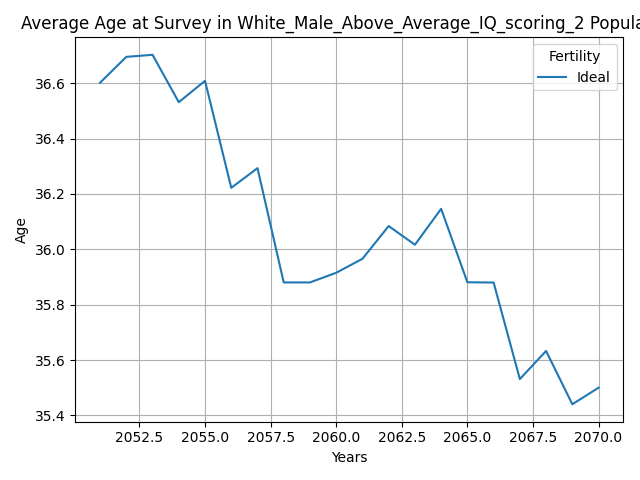 Average Age at Survey in White_Male_Above_Average_IQ_scoring_2 Popula
Fertility
Ideal
36.6
36.4
36.2
36.0
35.8
35.6
35.4
Age
2052.5 2055.0 2057.5 2060.0 2062.5 2065.0 2067.5 2070.0
Years